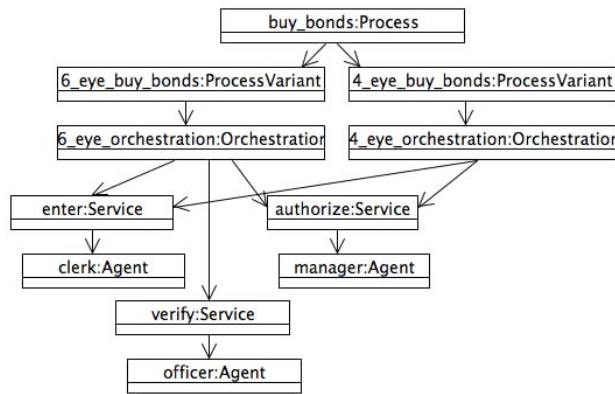 buy_bonds:Process
6_eye_buy_bonds:ProcessVariant
4_eye_buy_bonds:ProcessVariant
6_eye_orchestration:Orchestration
4_eye_orchestration:Orchestration
enter:Service
authorize:Service
clerk:Agent
manager:Agent
verify:Service
officer:Agent